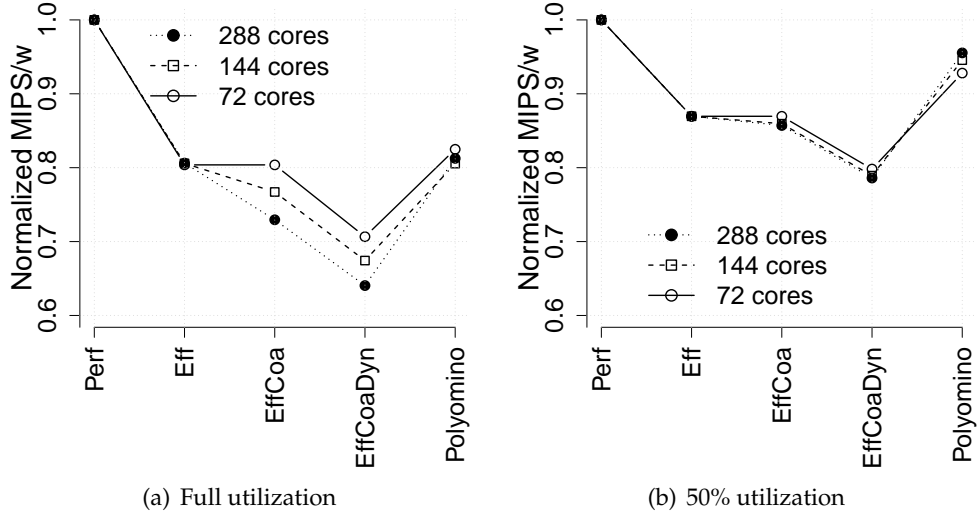 Normalized MIPS/w
0.6 0.7 0.8 0.9 1.0
288 cores
144 cores
72 cores
Perf
Eff
EffCoa
EffCoaDyn
Polyomino
(a) Full utilization
Normalized MIPS/w
0.6 0.7 0.8 0.9 1.0
288 cores
144 cores
72 cores
Perf
Eff
EffCoa
EffCoaDyn
Polyomino
(b) 50% utilization